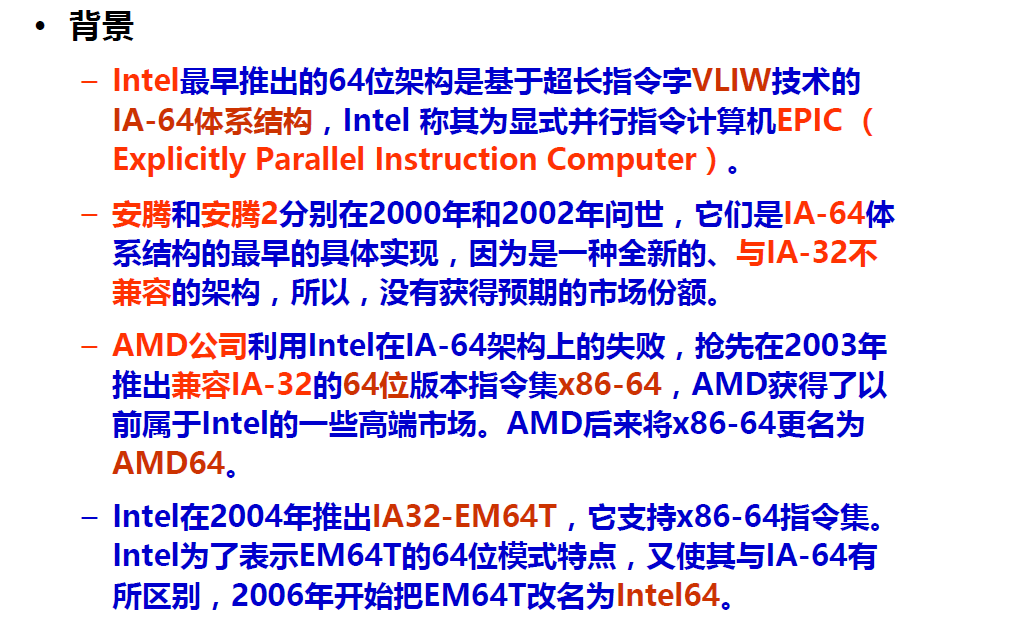 • 背景
– Intel最早推出的64位架构是基于超长指令字VLIW技术的
IA-64体系结构，Intel 称其为显式并行指令计算机EPIC（
Explicitly Parallel Instruction Computer）。
– 安腾和安腾2分别在2000年和2002年问世，它们是IA-64体
系结构的最早的具体实现，因为是一种全新的、与IA-32不
兼容的架构，所以，没有获得预期的市场份额。
– AMD公司利用Intel在IA-64架构上的失败，抢先在2003年
推出兼容IA-32的64位版本指令集x86-64，AMD获得了以
前属于Intel的一些高端市场。AMD后来将x86-64更名为
AMD64。
– Intel在2004年推出IA32-EM64T，它支持x86-64指令集。
Intel为了表示EM64T的64位模式特点，又使其与IA-64有
所区别，2006年开始把EM64T改名为Intel64。